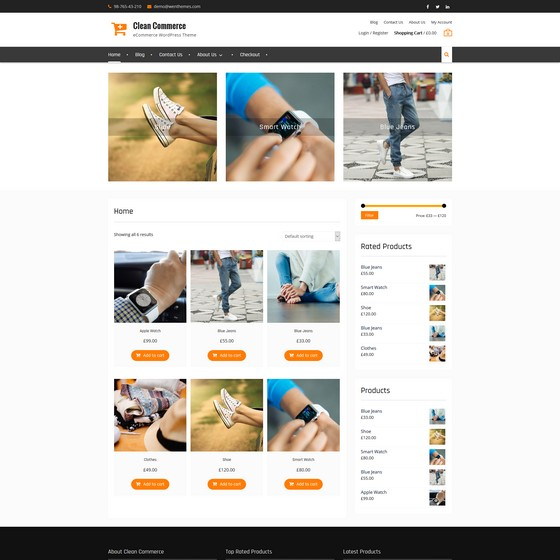 98-765-43-210 demo@wenthemes.com
Clean Commerce
eCommerce WordPress Theme
Blog Contact Us About Us My Account
Login / Register Shopping Cart / £0.00
Home Blog Contact Us About Us Checkout
Smart Watch
Blue Jeans
Home
Showing all 6 results
Default sorting
Apple Watch
£99.00
Add to cart
Blue Jeans
£55.00
Add to cart
Blue Jeans
£33.00
Add to cart
Clothes
£49.00
Add to cart
Shoe
£120.00
Add to cart
Smart Watch
£80.00
Add to cart
Filter
Price: £33 — £120
Rated Products
Blue Jeans
£55.00
Smart Watch
£80.00
Shoe
£120.00
Blue Jeans
£33.00
Clothes
£49.00
Products
Blue Jeans
£33.00
Shoe
£120.00
Smart Watch
£80.00
Blue Jeans
£55.00
Apple Watch
£99.00
About Clean Commerce
Top Rated Products
Latest Products